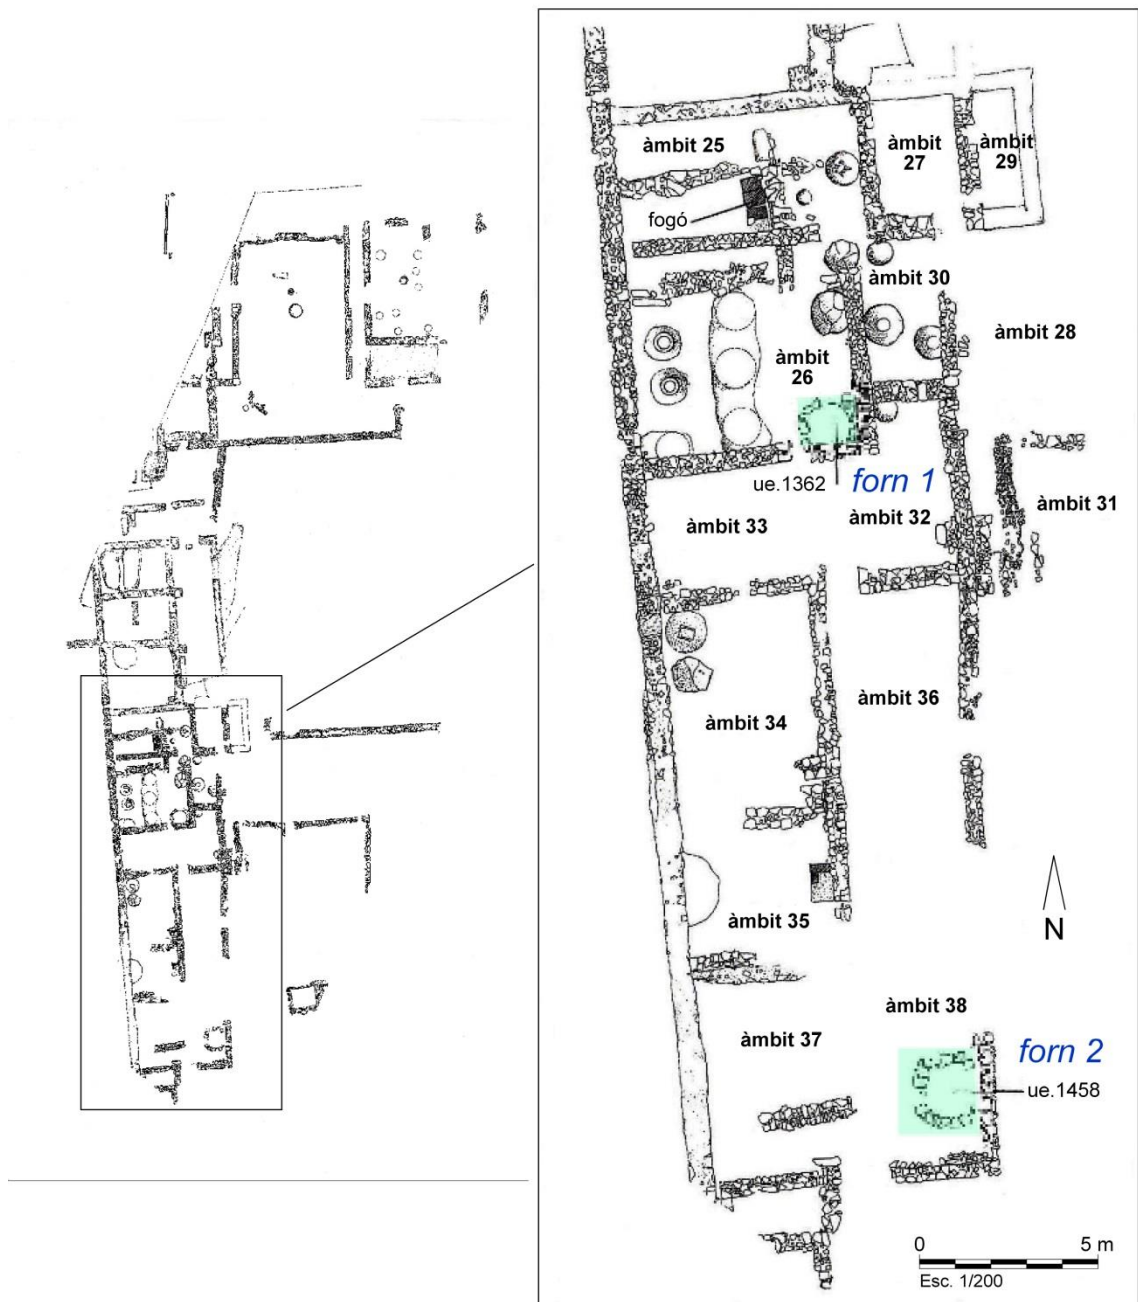 àmbit 25
àmbit
27
àmbit
29
fogó
àmbit 30
àmbit 28
àmbit
26
ue.1362
forn 1
àmbit 33
àmbit 32
àmbit 31
àmbit 34
àmbit 36
N
àmbit 35
àmbit 38
àmbit 37
forn 2
ue.1458
0 5 m
Esc. 1/200